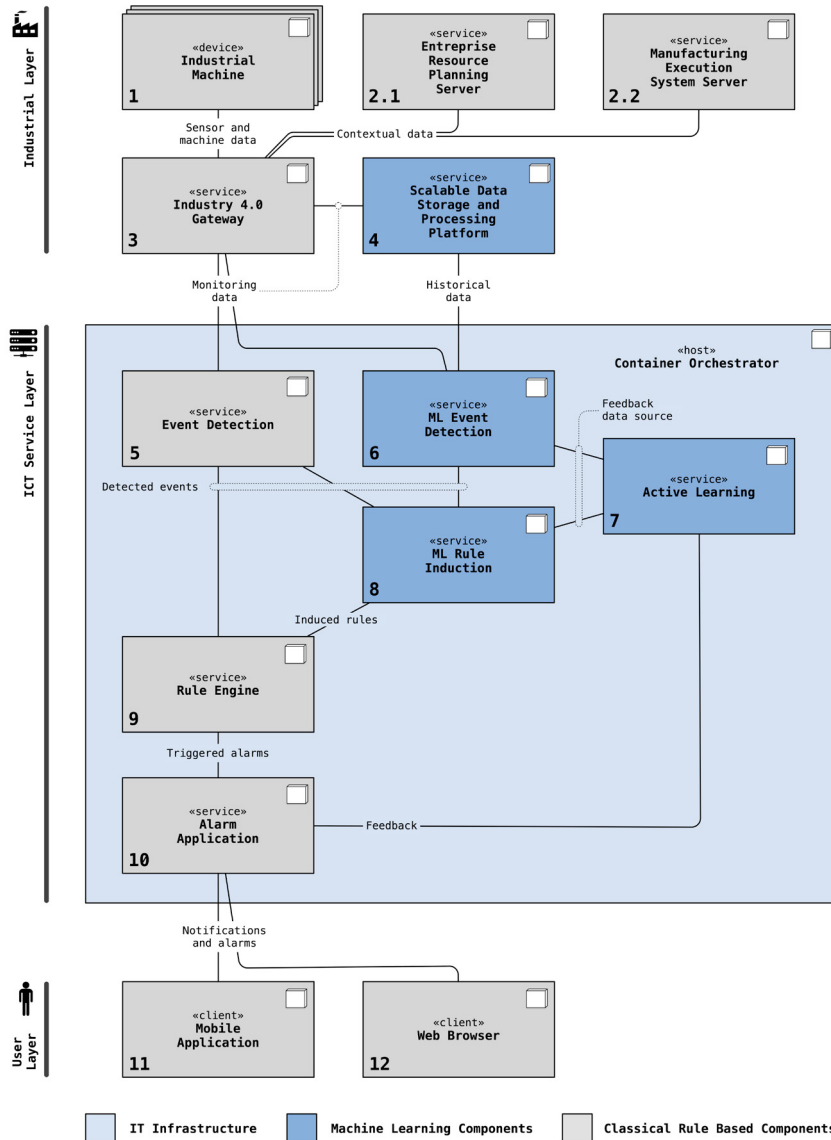 Industrial Layer
«device»
Industrial
Machine
1
«service»
Entreprise
Resource
Planning
Server
2.1
«service»
Manufacturing
Execution
System Server
2.2
Sensor and
machine data
Contextual data
«service»
Industry 4.0
Gateway
3
«service»
Scalable Data
Storage and
Processing
Platform
4
Monitoring
data
Historical
data
ICT Service Layer
«host»
Container Orchestrator
«service»
Event Detection
5
«service»
ML Event
Detection
6
Feedback
data source
«service»
Active Learning
7
Detected events
«service»
ML Rule
Induction
8
Induced rules
«service»
Rule Engine
9
Triggered alarms
«service»
Alarm
Application
10
Feedback
Notifications
and alarms
User
Layer
«client»
Mobile
Application
11
«client»
Web Browser
12
IT Infrastructure
Machine Learning Components
Classical Rule Based Components